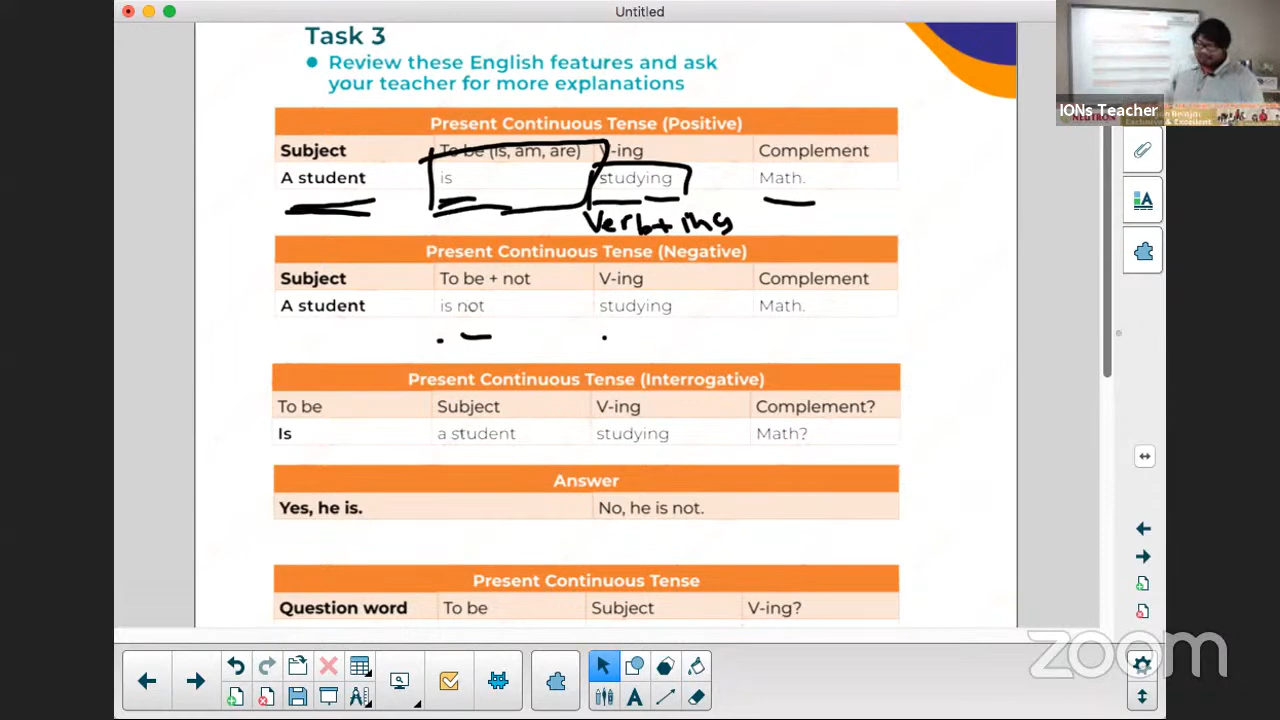 Untitled
Task 3
Review these English features and ask
your teacher for more explanations
IONs Teacher
Present Continuous Tense (Positive)
Subject To be (is, am, are) V-ing Complement
A student is studying Math.
Verb+ ing
Present Continuous Tense (Negative)
Subject To be + not V-ing Complement
A student is not studying Math.
Present Continuous Tense (Interrogative)
To be Subject V-ing Complement?
Is a student studying Math?
Answer
Yes, he is. No, he is not.
Present Continuous Tense
Question word To be Subject V-ing?
zoom